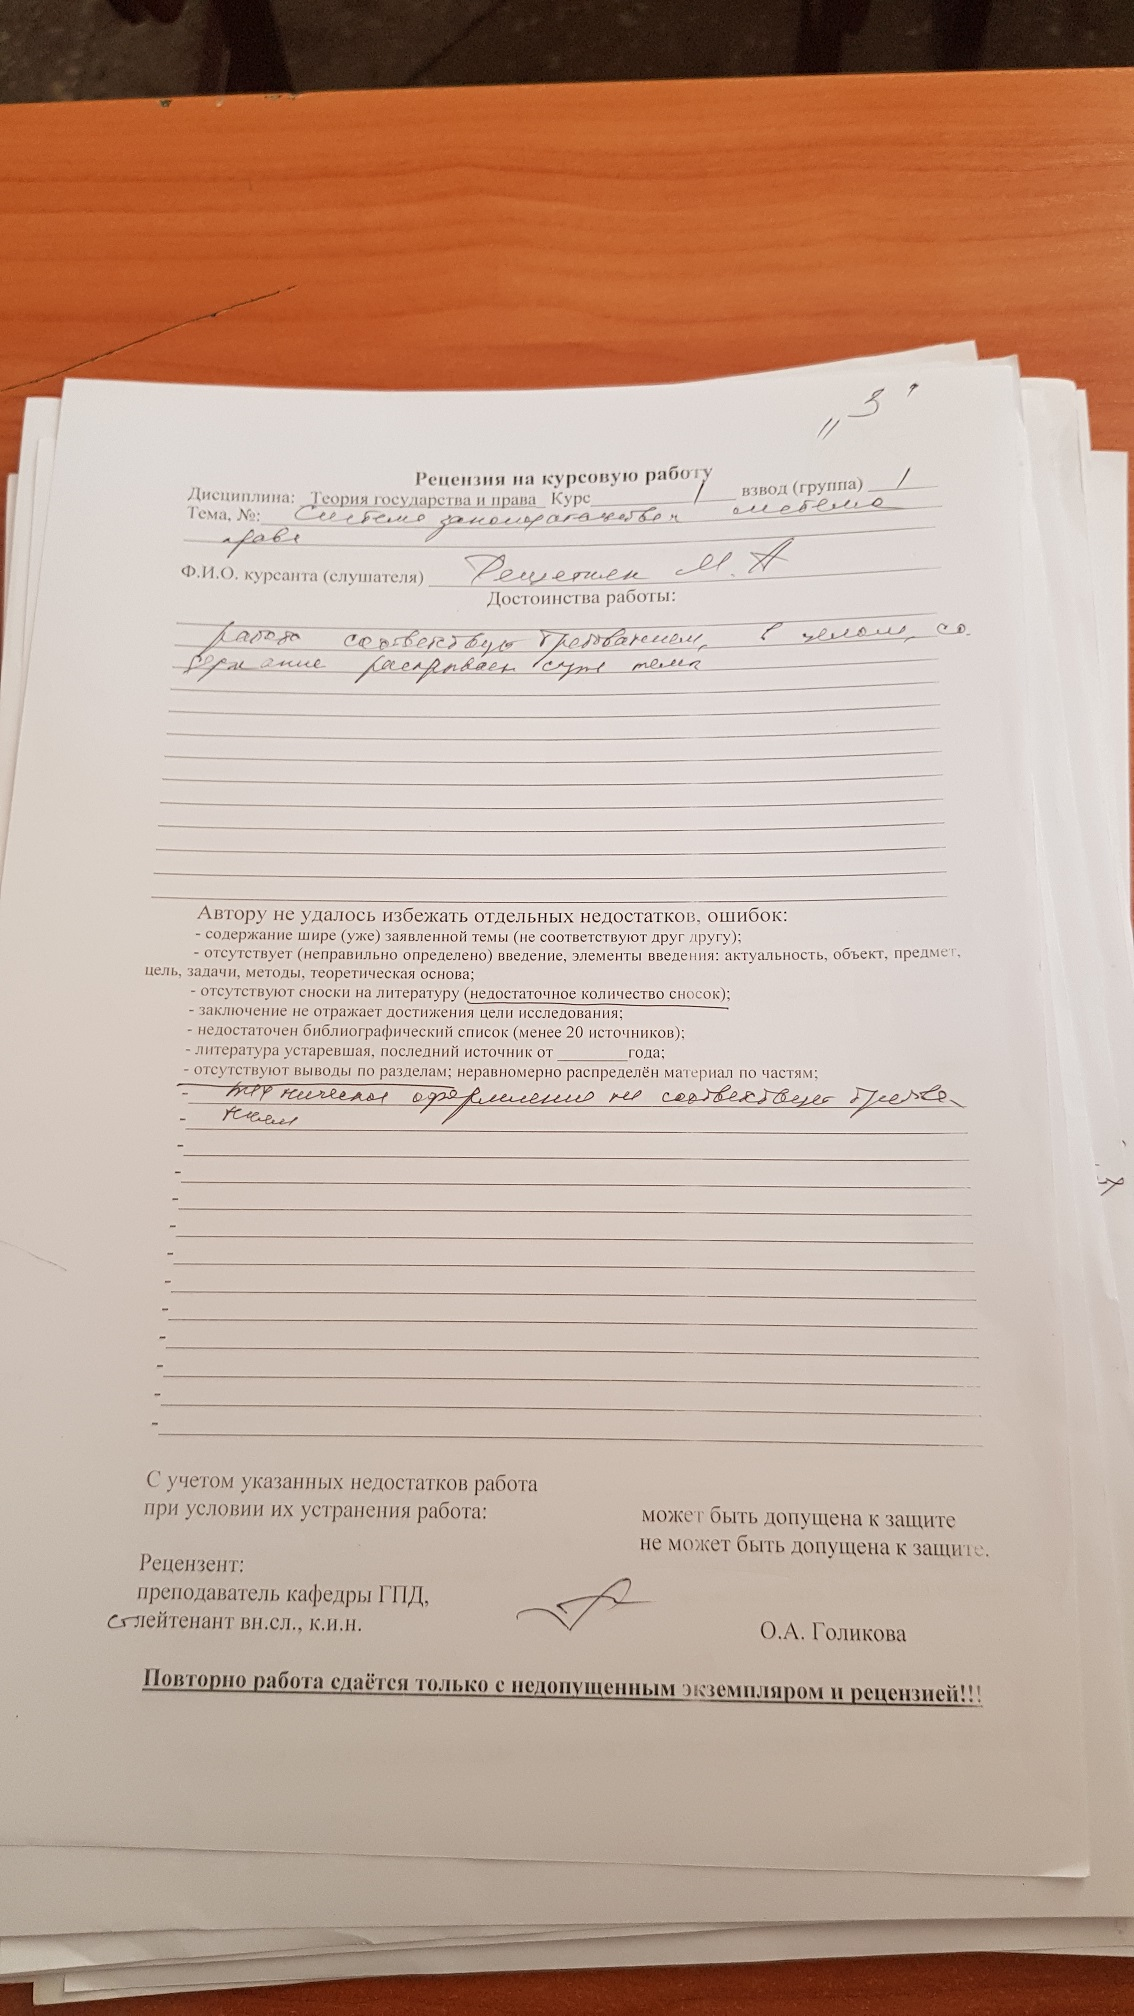 „3"
Рецензия на курсовую работу
Дисциплина: Теория государства и права Курс 1 взвод (группа) 1
Тема, №: Система законодательства и система
права
Ф.И.О. курсанта (слушателя) М.А
Достоинства работы:
работа соответствует требованиям, в целом, со-
держание раскрывает суть темы
Автору не удалось избежать отдельных недостатков, ошибок:
- содержание шире (уже) заявленной темы (не соответствуют друг другу);
- отсутствует (неправильно определено) введение, элементы введения: актуальность, объект, предмет,
цель, задачи, методы, теоретическая основа;
- отсутствуют сноски на литературу (недостаточное количество сносок);
- заключение не отражает достижения цели исследования;
- недостаточен библиографический список (менее 20 источников);
- литература устаревшая, последний источник от ________года;
- отсутствуют выводы по разделам; неравномерно распределён материал по частям;
- техническое оформление не соответствует требова-
- ниям
-
-
-
-
-
-
-
-
-
-
-
С учетом указанных недостатков работа
при условии их устранения работа:
может быть допущена к защите
не может быть допущена к защите.
Рецензент:
преподаватель кафедры ГПД,
ст лейтенант вн.сл., к.и.н.
О.А. Голикова
Повторно работа сдаётся только с недопущенным экземпляром и рецензией!!!